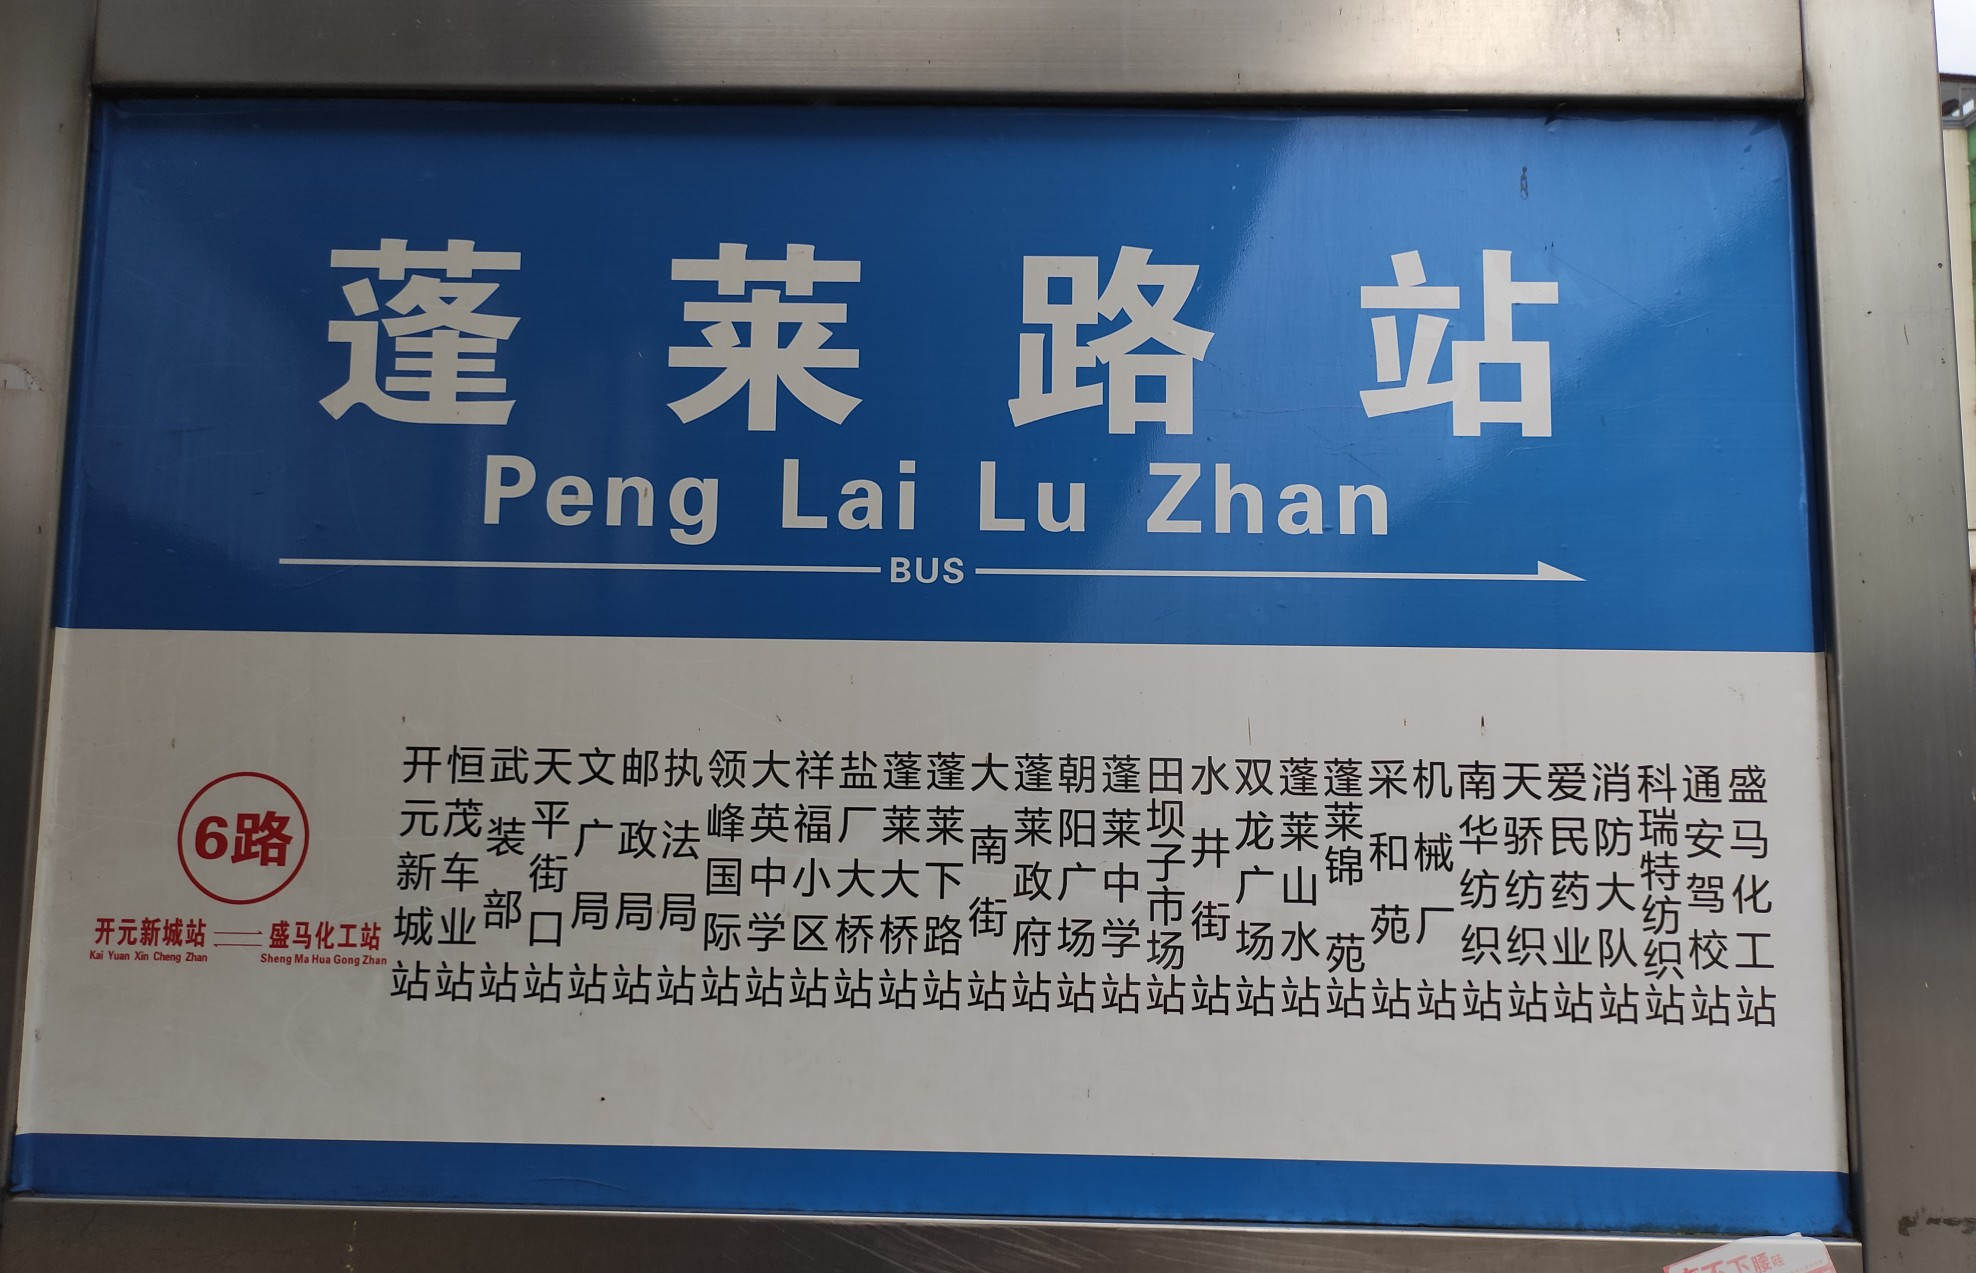 蓬莱路站
Peng Lai Lu Zhan
BUS
6路
开元新城站 盛马化工站
Kai Yuan Xin Cheng Zhan Sheng Ma Hua Gong Zhan
开元新城站
恒茂车业站
武装部站
天平街口站
文广局站
邮政局站
执法局站
领峰国际站
大英中学站
祥福小区站
盐厂大桥站
蓬莱大桥站
蓬莱下路站
大南街站
蓬莱政府站
朝阳广场站
蓬莱中学站
田坝子市场站
水井街站
双龙广场站
蓬莱山水站
蓬莱锦苑站
采和苑站
机械厂站
南华纺织站
天骄纺织站
爱民药业站
消防大队站
科瑞特纺织站
通安驾校站
盛马化工站